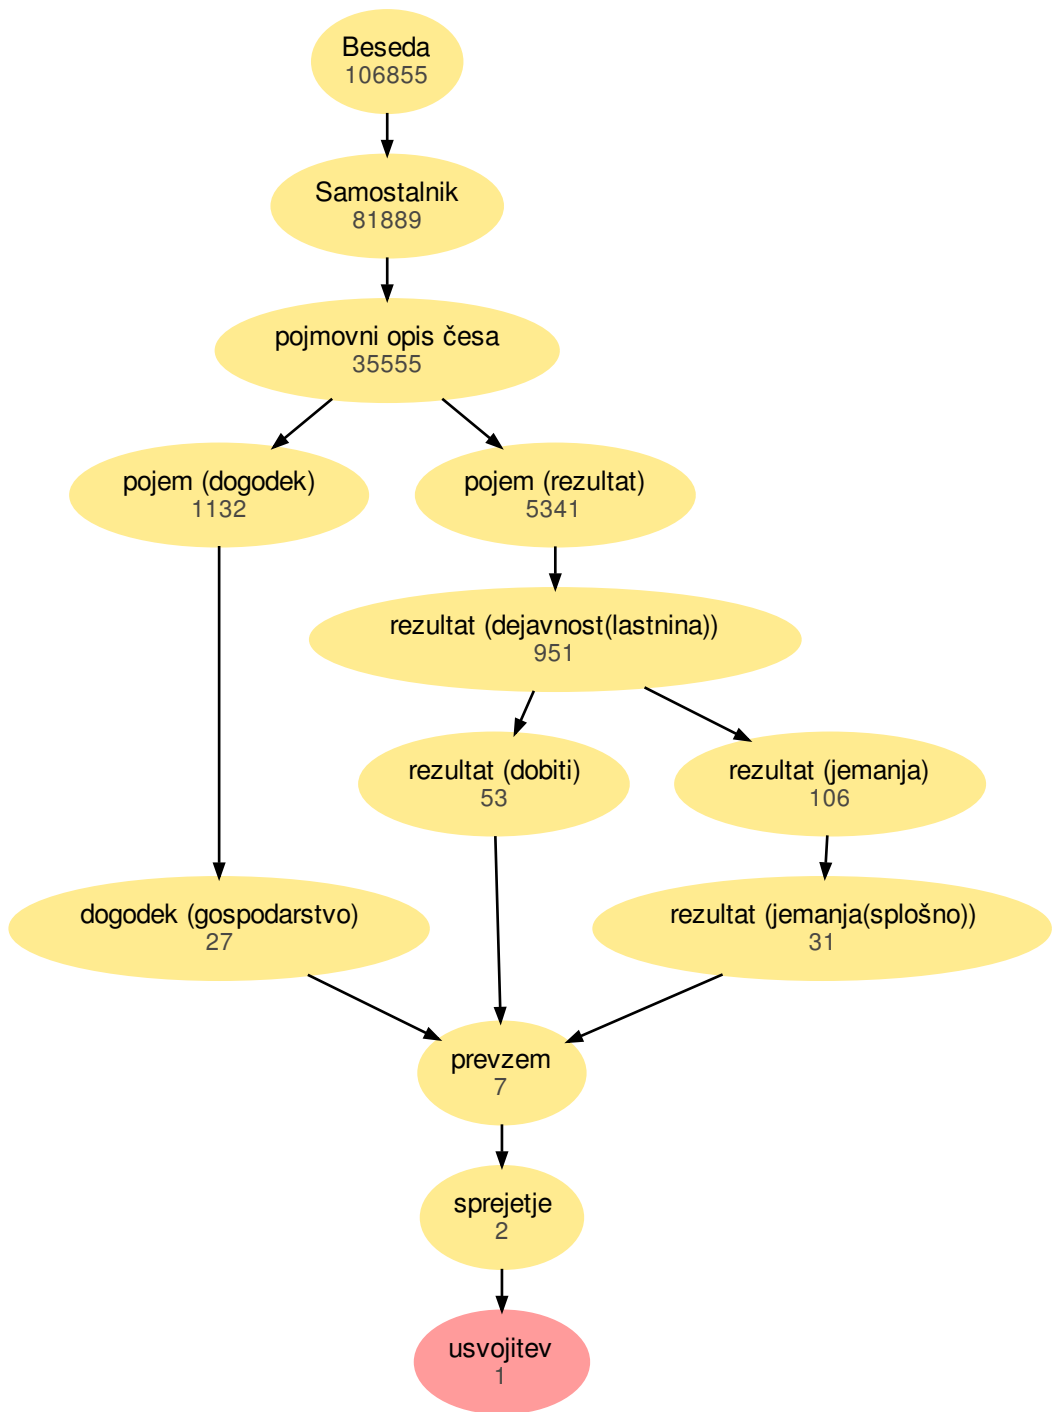 Beseda
106855
Samostalnik
81889
pojmovni opis česa
35555
pojem (dogodek)
1132
pojem (rezultat)
5341
rezultat (dejavnost(lastnina))
951
rezultat (dobiti)
53
rezultat (jemanja)
106
dogodek (gospodarstvo)
27
rezultat (jemanja(splošno))
31
prevzem
7
sprejetje
2
usvojitev
1